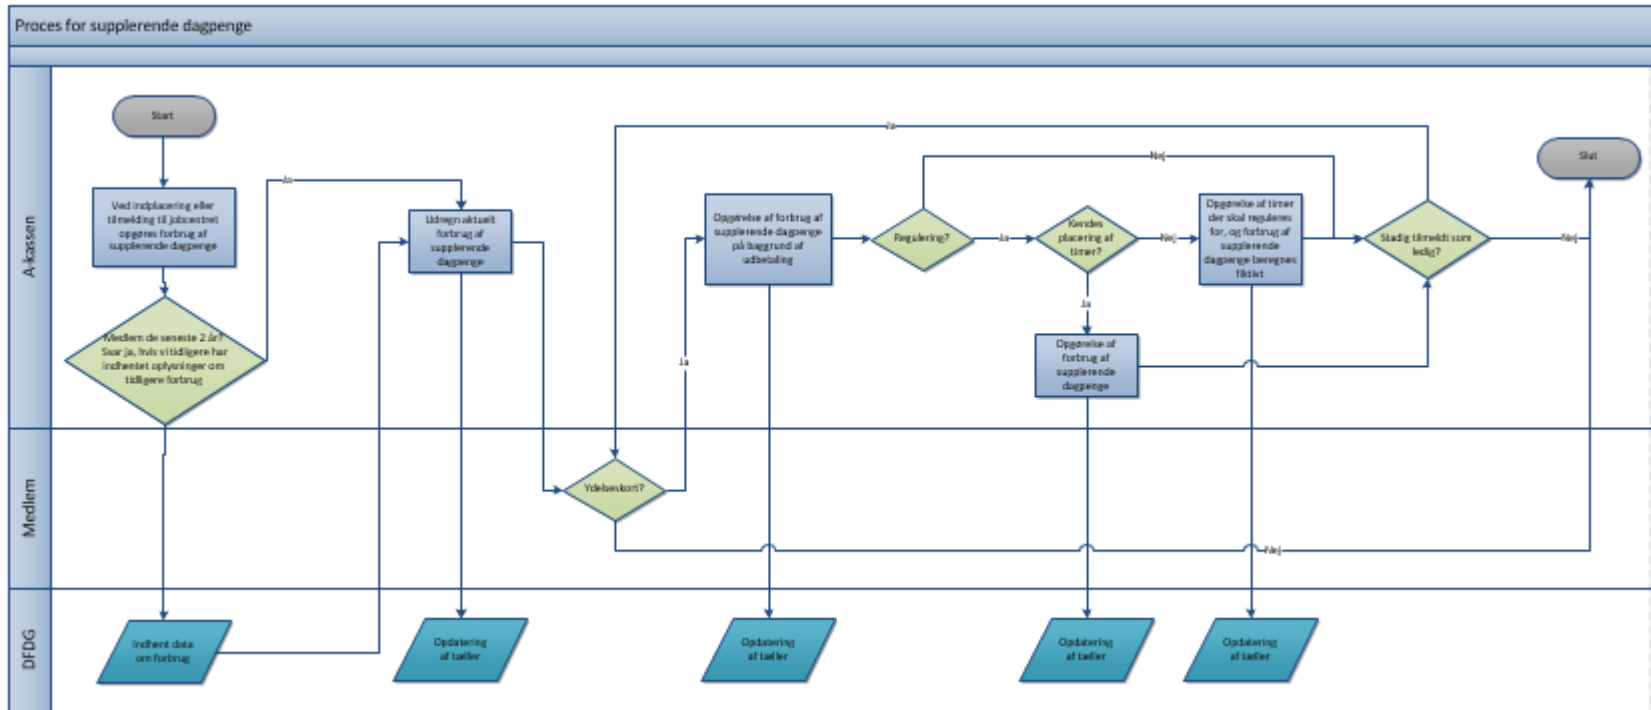 Proces for supplerende dagpenge
A-kassen
Start
Ved indplacering eller
tilmelding til jobcentret
opgøres forbrug af
supplerende dagpenge
Medlem de seneste 2 år?
Svar ja, hvis vi tidligere har
indhentet oplysninger om
tidligere forbrug
Ja
Udregn aktuelt
forbrug af
supplerende
dagpenge
Ja
Opgørelse af forbrug af
supplerende dagpenge
på baggrund af
udbetaling
Ja
Regulering?
Nej
Ja
Kendes
placering af
timer?
Nej
Ja
Opgørelse af
forbrug af
supplerende
dagpenge
Opgørelse af timer
der skal reguleres
for, og forbrug af
supplerende
dagpenge beregnes
fiktivt
Stadig tilmeldt som
ledig?
Nej
Slut
Medlem
Ydelseskort?
Nej
DFDG
Indhent data
om forbrug
Opdatering
af tæller
Opdatering
af tæller
Opdatering
af tæller
Opdatering
af tæller